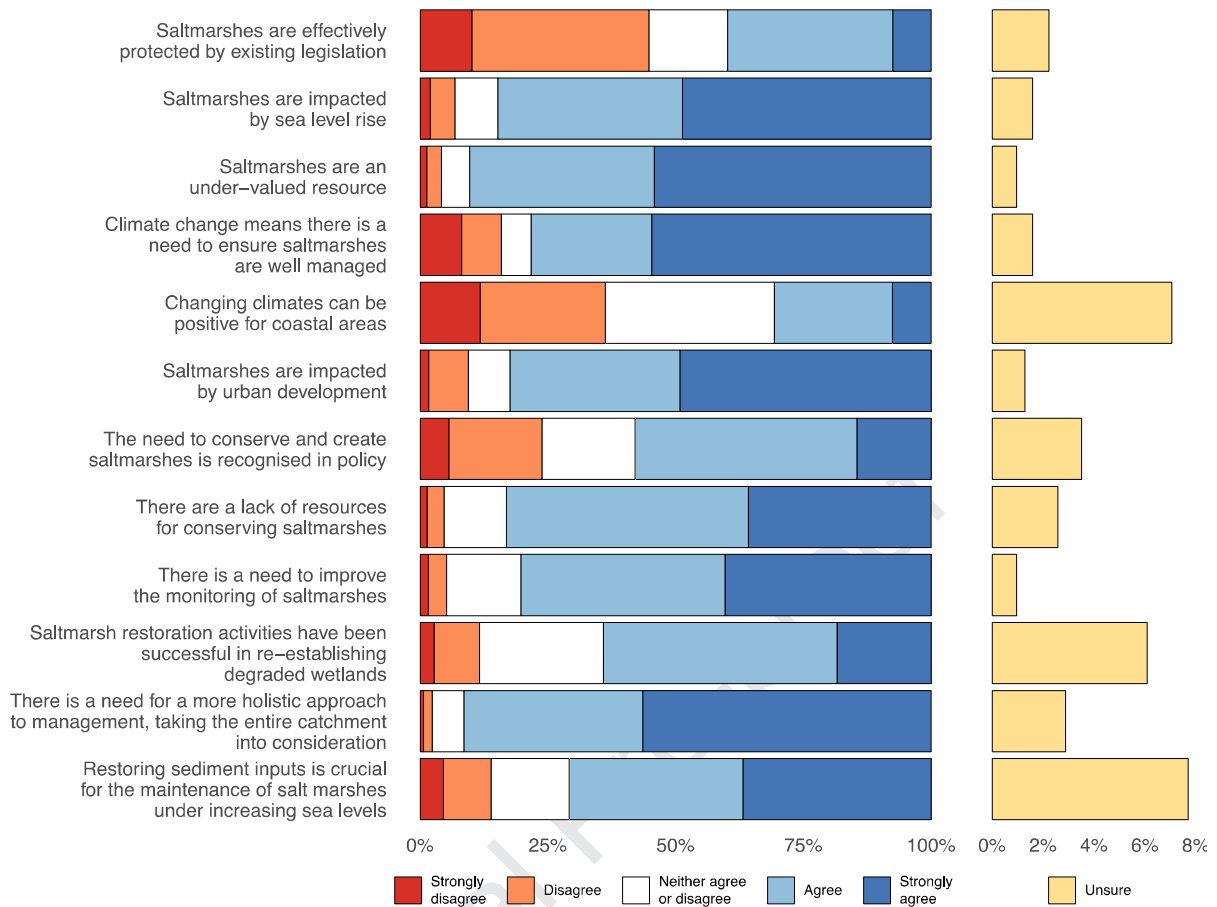 Saltmarshes are effectively
protected by existing legislation
Saltmarshes are impacted
by sea level rise
Saltmarshes are an
under−valued resource
Climate change means there is a
need to ensure saltmarshes
are well managed
Changing climates can be
positive for coastal areas
Saltmarshes are impacted
by urban development
The need to conserve and create
saltmarshes is recognised in policy
There are a lack of resources
for conserving saltmarshes
There is a need to improve
the monitoring of saltmarshes
Saltmarsh restoration activities have been
successful in re−establishing
degraded wetlands
There is a need for a more holistic approach
to management, taking the entire catchment
into consideration
Restoring sediment inputs is crucial
for the maintenance of salt marshes
under increasing sea levels
0% 25% 50% 75% 100% 0% 2% 4% 6% 8%
Strongly
disagree
Disagree
Neither agree
or disagree
Agree
Strongly
agree
Unsure